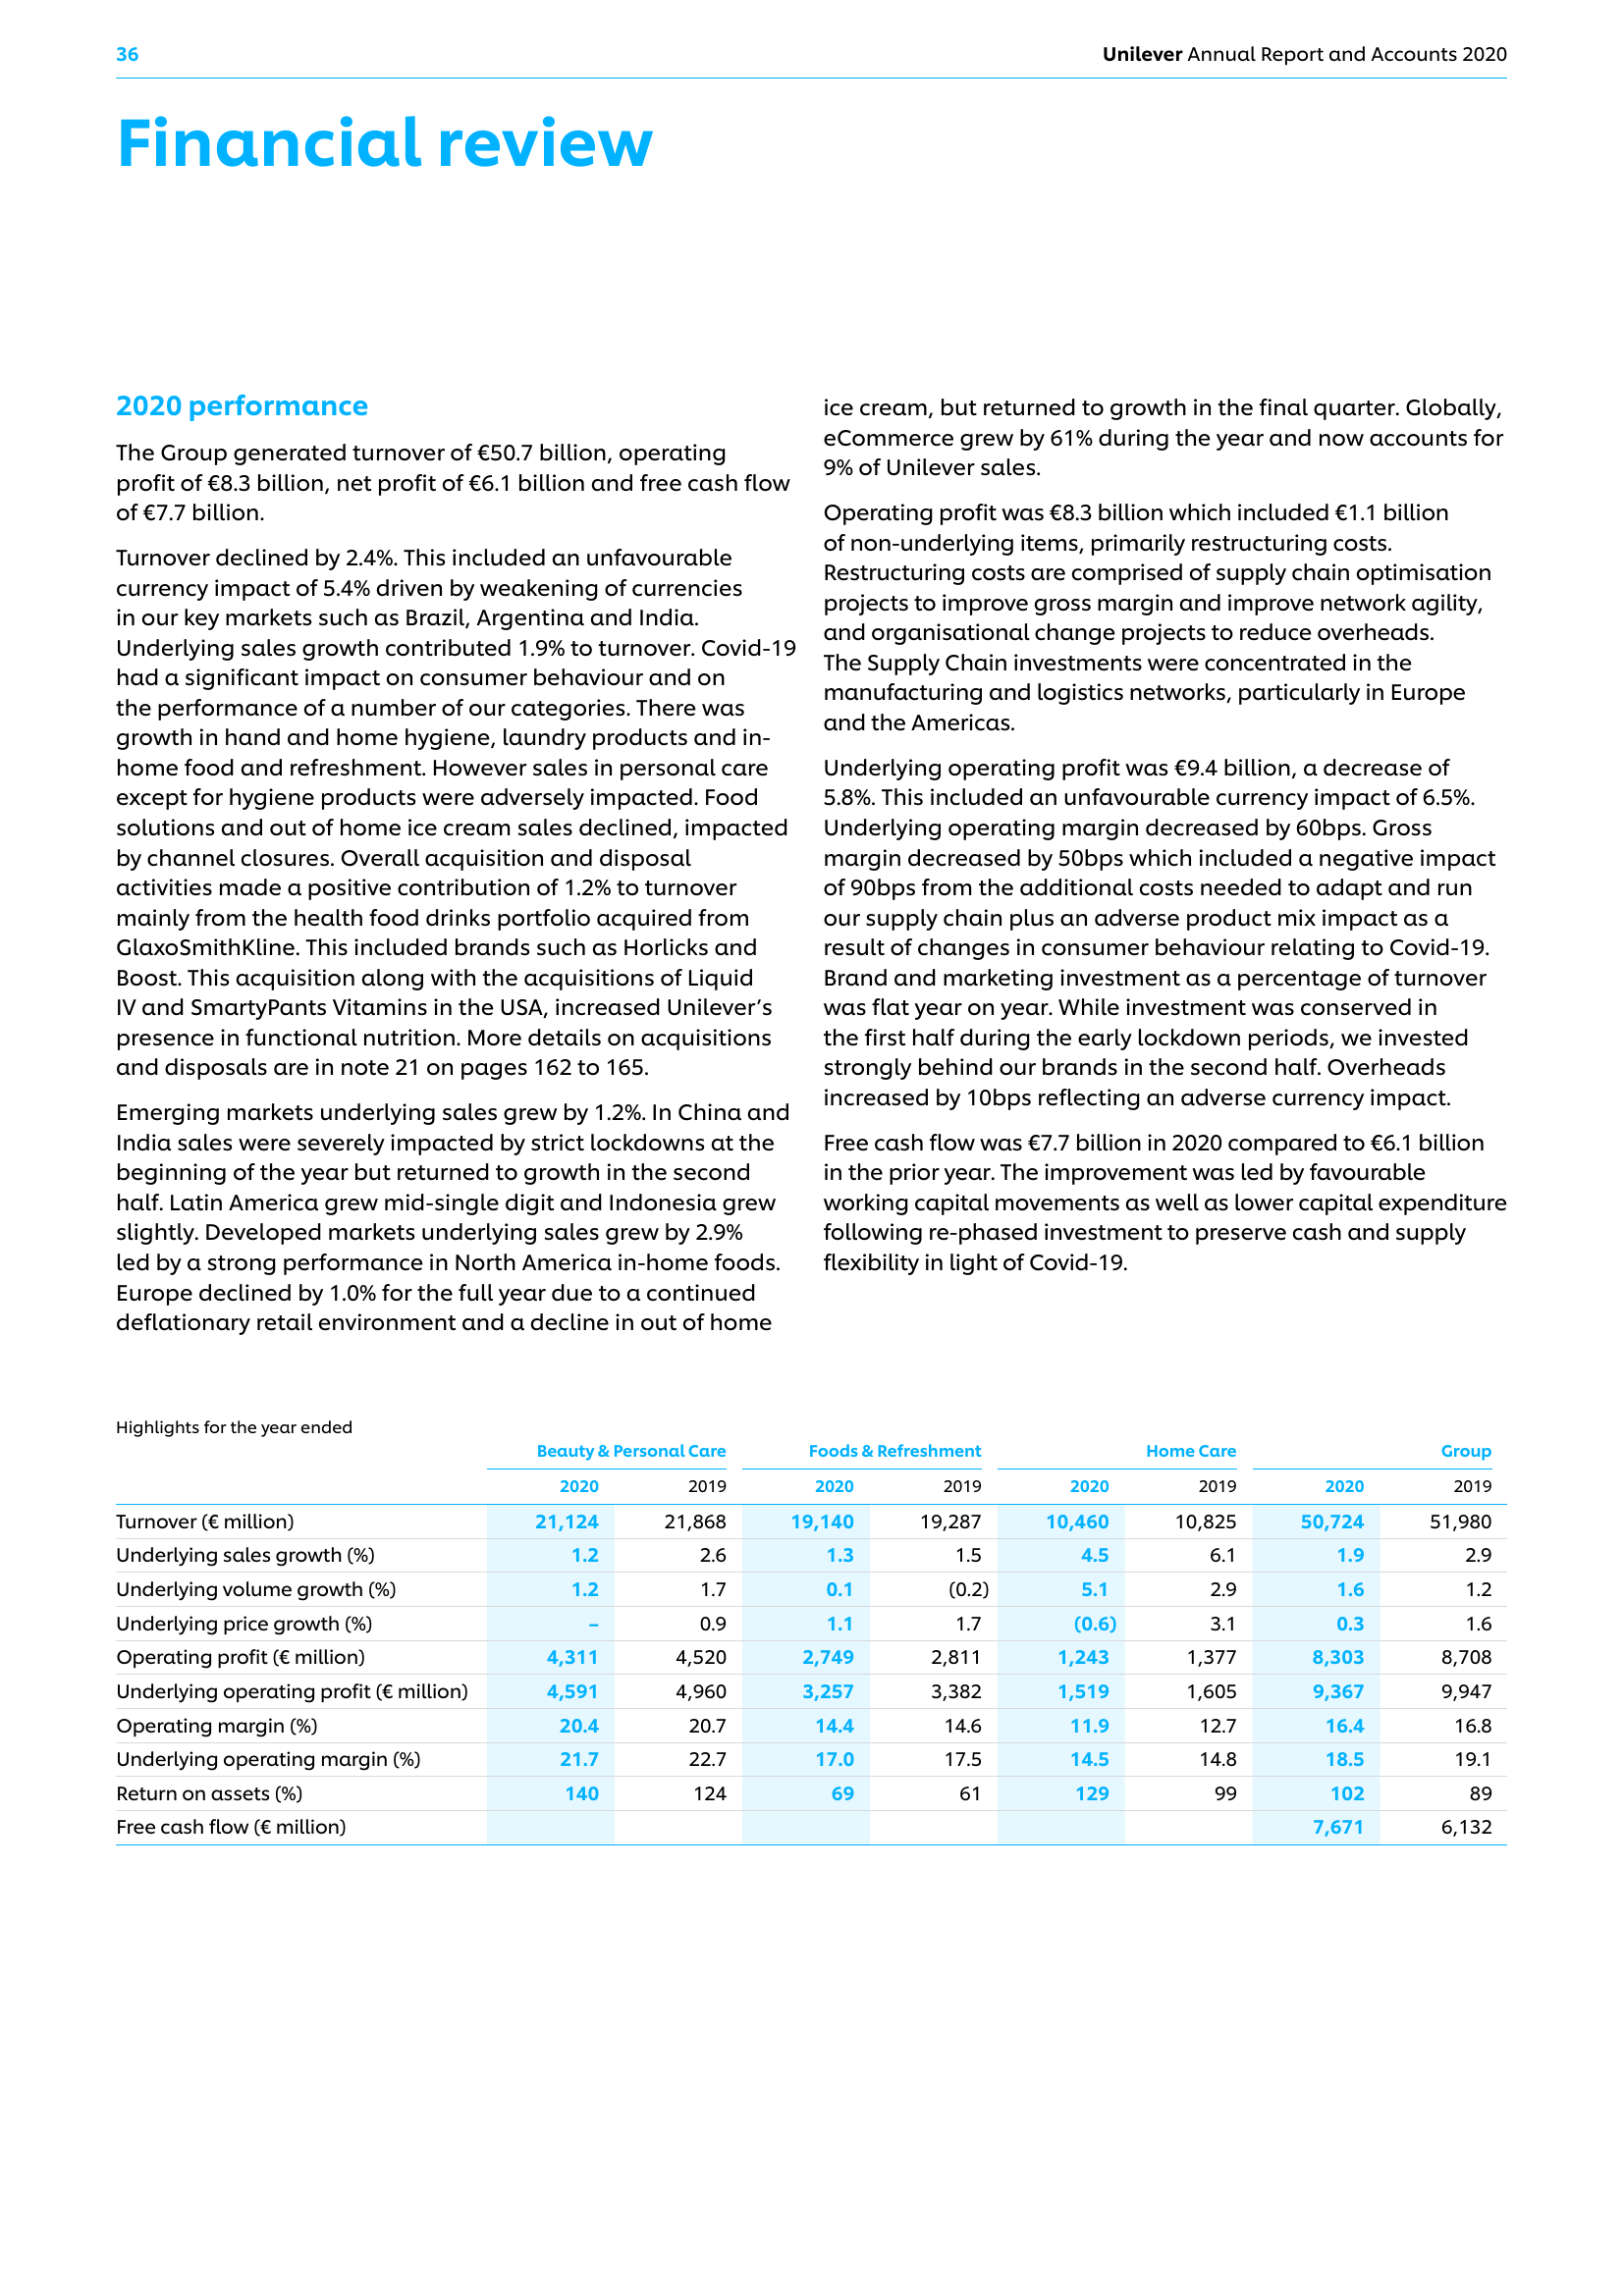 36
Unilever Annual Report and Accounts 2020
Financial review
2020 performance
The Group generated turnover of €50.7 billion, operating
profit of €8.3 billion, net profit of €6.1 billion and free cash flow
of €7.7 billion.
Turnover declined by 2.4%. This included an unfavourable
currency impact of 5.4% driven by weakening of currencies
in our key markets such as Brazil, Argentina and India.
Underlying sales growth contributed 1.9% to turnover. Covid-19
had a significant impact on consumer behaviour and on
the performance of a number of our categories. There was
growth in hand and home hygiene, laundry products and in-
home food and refreshment. However sales in personal care
except for hygiene products were adversely impacted. Food
solutions and out of home ice cream sales declined, impacted
by channel closures. Overall acquisition and disposal
activities made a positive contribution of 1.2% to turnover
mainly from the health food drinks portfolio acquired from
GlaxoSmithKline. This included brands such as Horlicks and
Boost. This acquisition along with the acquisitions of Liquid
IV and SmartyPants Vitamins in the USA, increased Unilever's
presence in functional nutrition. More details on acquisitions
and disposals are in note 21 on pages 162 to 165.
Emerging markets underlying sales grew by 1.2%. In China and
India sales were severely impacted by strict lockdowns at the
beginning of the year but returned to growth in the second
half. Latin America grew mid-single digit and Indonesia grew
slightly. Developed markets underlying sales grew by 2.9%
led by a strong performance in North America in-home foods.
Europe declined by 1.0% for the full year due to a continued
deflationary retail environment and a decline in out of home
ice cream, but returned to growth in the final quarter. Globally,
eCommerce grew by 61% during the year and now accounts for
9% of Unilever sales.
Operating profit was €8.3 billion which included €1.1 billion
of non-underlying items, primarily restructuring costs.
Restructuring costs are comprised of supply chain optimisation
projects to improve gross margin and improve network agility,
and organisational change projects to reduce overheads.
The Supply Chain investments were concentrated in the
manufacturing and logistics networks, particularly in Europe
and the Americas.
Underlying operating profit was €9.4 billion, a decrease of
5.8%. This included an unfavourable currency impact of 6.5%.
Underlying operating margin decreased by 60bps. Gross
margin decreased by 50bps which included a negative impact
of 90bps from the additional costs needed to adapt and run
our supply chain plus an adverse product mix impact as a
result of changes in consumer behaviour relating to Covid-19.
Brand and marketing investment as a percentage of turnover
was flat year on year. While investment was conserved in
the first half during the early lockdown periods, we invested
strongly behind our brands in the second half. Overheads
increased by 10bps reflecting an adverse currency impact.
Free cash flow was €7.7 billion in 2020 compared to €6.1 billion
in the prior year. The improvement was led by favourable
working capital movements as well as lower capital expenditure
following re-phased investment to preserve cash and supply
flexibility in light of Covid-19.
Highlights for the year ended
Beauty & Personal Care Foods & Refreshment Home Care Group
2020 2019 2020 2019 2020 2019 2020 2019
Turnover (€ million) 21,124 21,868 19,140 19,287 10,460 10,825 50,724 51,980
Underlying sales growth (%) 1.2 2.6 1.3 1.5 4.5 6.1 1.9 2.9
Underlying volume growth (%) 1.2 1.7 0.1 (0.2) 5.1 2.9 1.6 1.2
Underlying price growth (%) – 0.9 1.1 1.7 (0.6) 3.1 0.3 1.6
Operating profit (€ million) 4,311 4,520 2,749 2,811 1,243 1,377 8,303 8,708
Underlying operating profit (€ million) 4,591 4,960 3,257 3,382 1,519 1,605 9,367 9,947
Operating margin (%) 20.4 20.7 14.4 14.6 11.9 12.7 16.4 16.8
Underlying operating margin (%) 21.7 22.7 17.0 17.5 14.5 14.8 18.5 19.1
Return on assets (%) 140 124 69 61 129 99 102 89
Free cash flow (€ million) 7,671 6,132